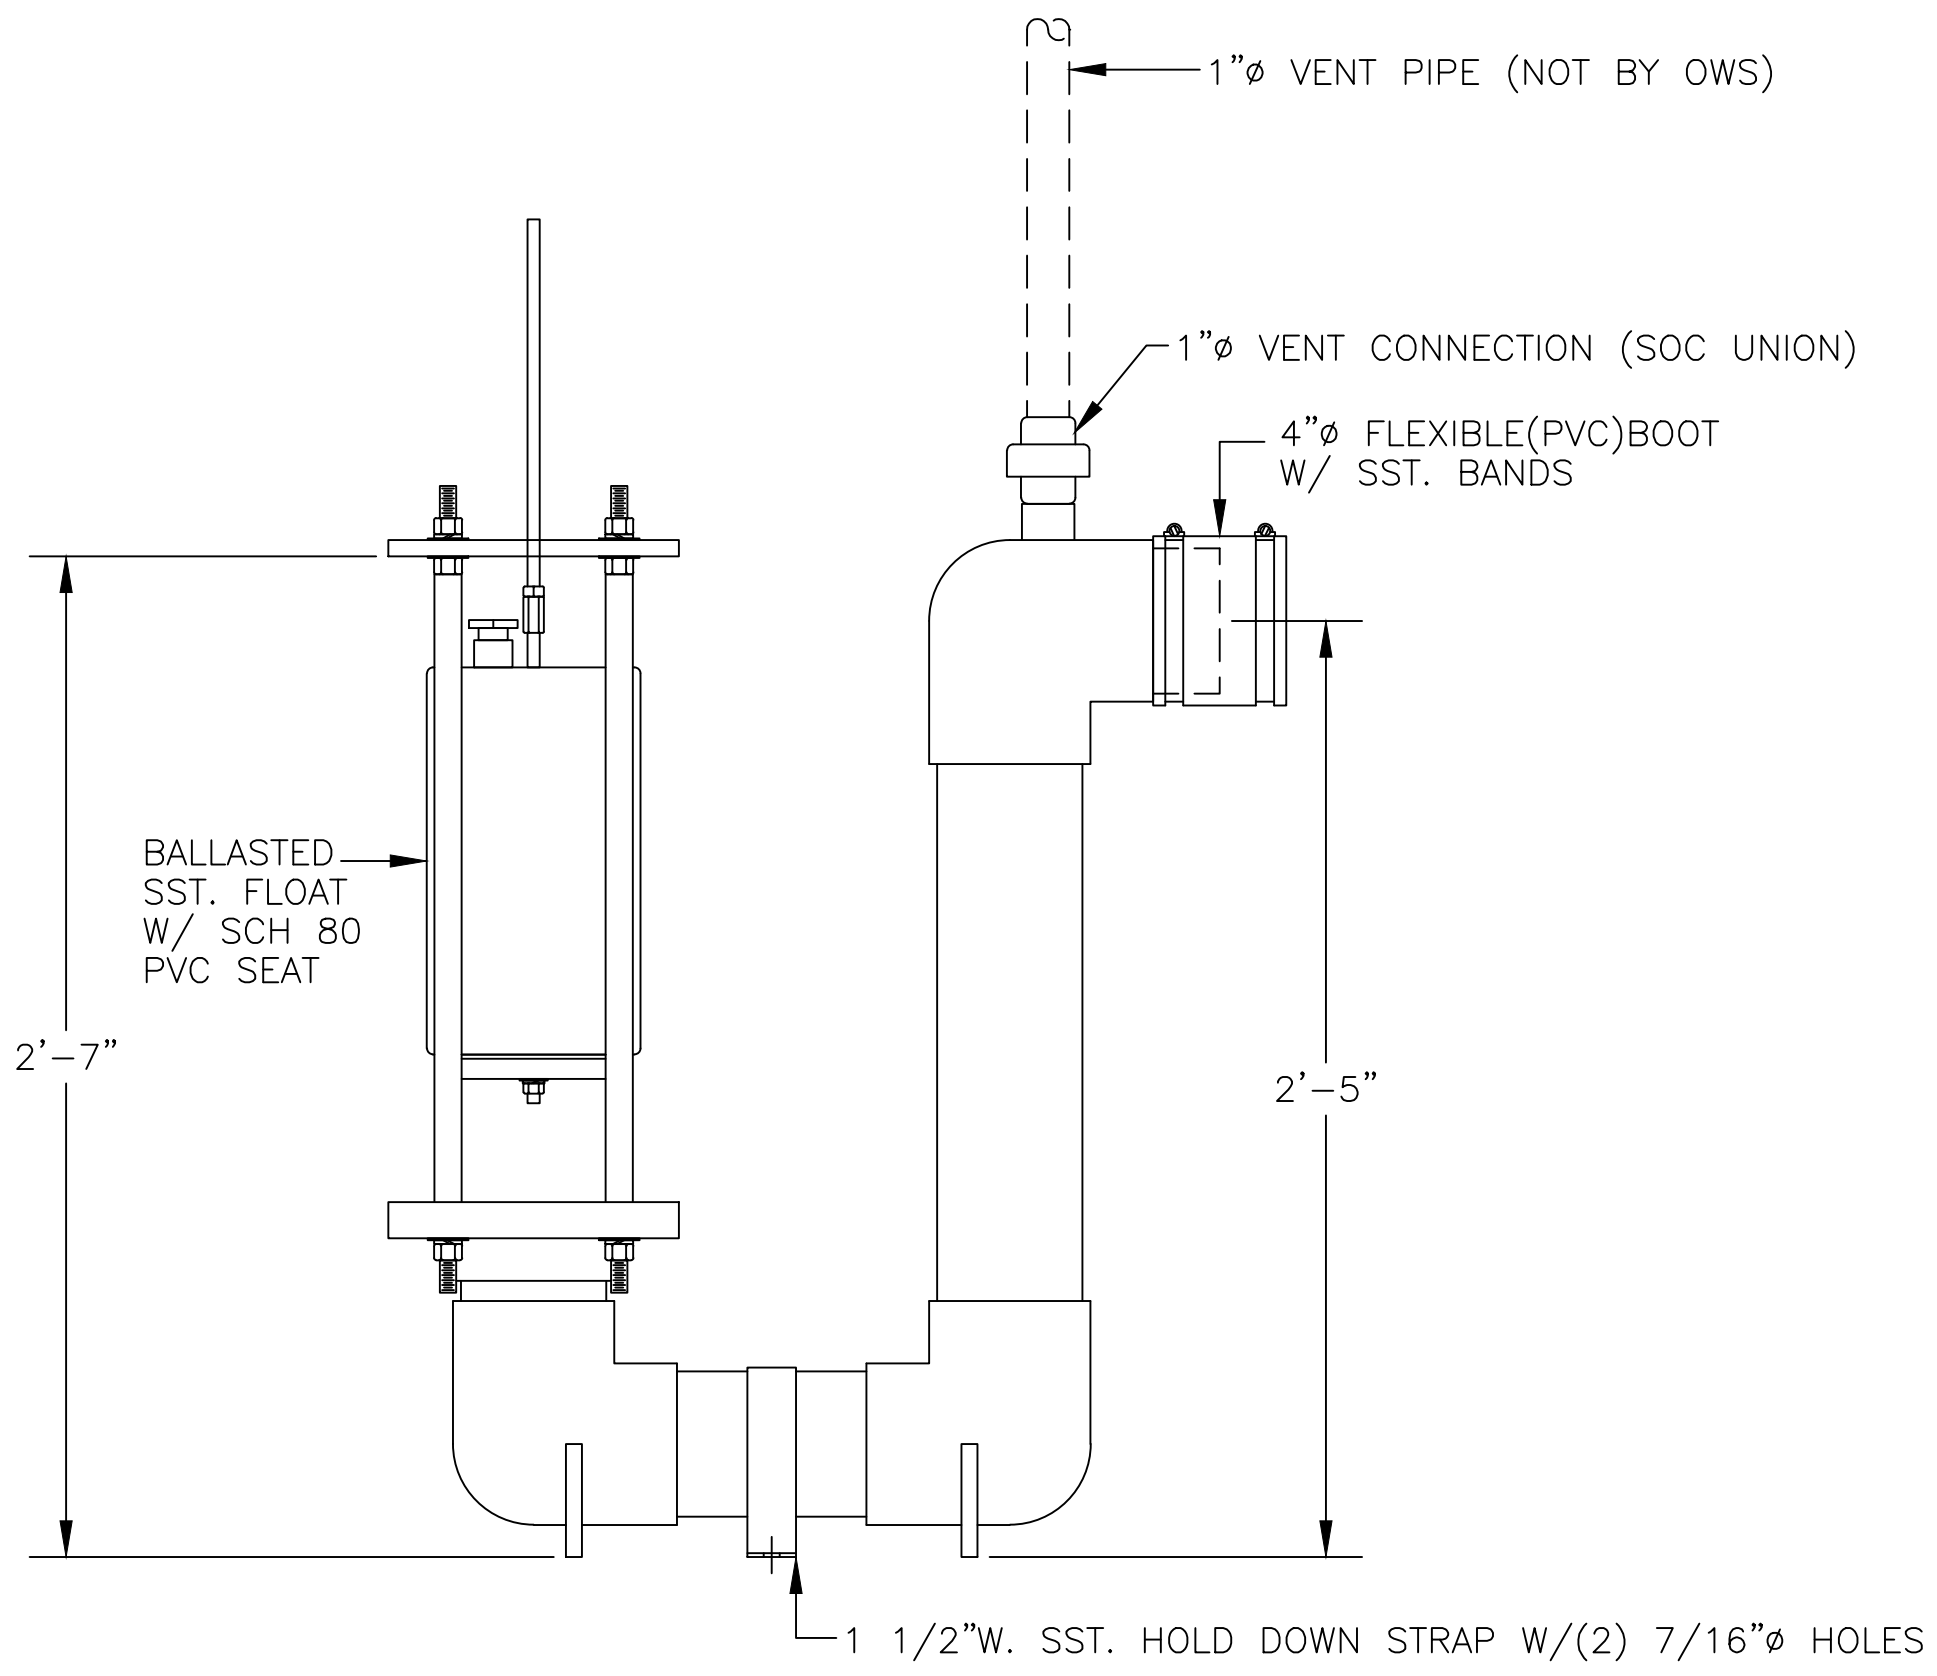 1"ø VENT PIPE (NOT BY OWS)
1"ø VENT CONNECTION (SOC UNION)
4"ø FLEXIBLE(PVC)BOOT
W/ SST. BANDS
BALLASTED
SST. FLOAT
W/ SCH 80
PVC SEAT
2'-7"
2'-5"
1 1/2"W. SST. HOLD DOWN STRAP W/(2) 7/16"ø HOLES